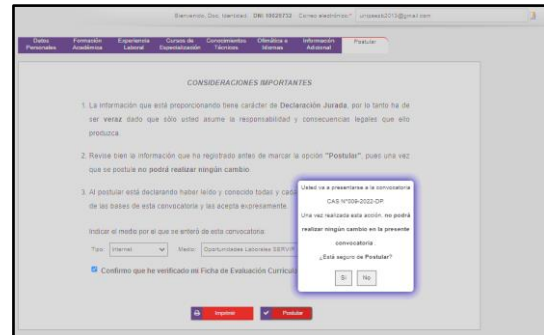 Bienvenido, Doc. Identidad: DNI 10020732 Correo electrónico:
Datos Personales
Formación Académica
Experiencia Laboral
Cursos de Especialización
Conocimientos Técnicos
Ofimática e Idiomas
Información Adicional
Postular
CONSIDERACIONES IMPORTANTES
1. La información que está proporcionando tiene carácter de Declaración Jurada, por lo tanto ha de
ser veraz dado que sólo usted asume la responsabilidad y consecuencias legales que ello
produzca.
2. Revise bien la información que ha registrado antes de marcar la opción "Postular", pues una vez
que se postula no podrá realizar ningún cambio.
3. Al postular está declarando haber leído y conocido todas y cada
de las bases de esta convocatoria y las acepta expresamente.
Indicar el medio por el que se enteró de esta convocatoria:
Tipo: Internet Medio: Oportunidades Laborales SERVIR
Confirmo que he verificado mi Ficha de Evaluación Curricu
Imprimir Postular
Usted va a presentarse a la convocatoria
CAS N°009-2022-DP
Una vez realizada esta acción, no podrá
realizar ningún cambio en la presente
convocatoria.
¿Está seguro de Postular?
Sí No